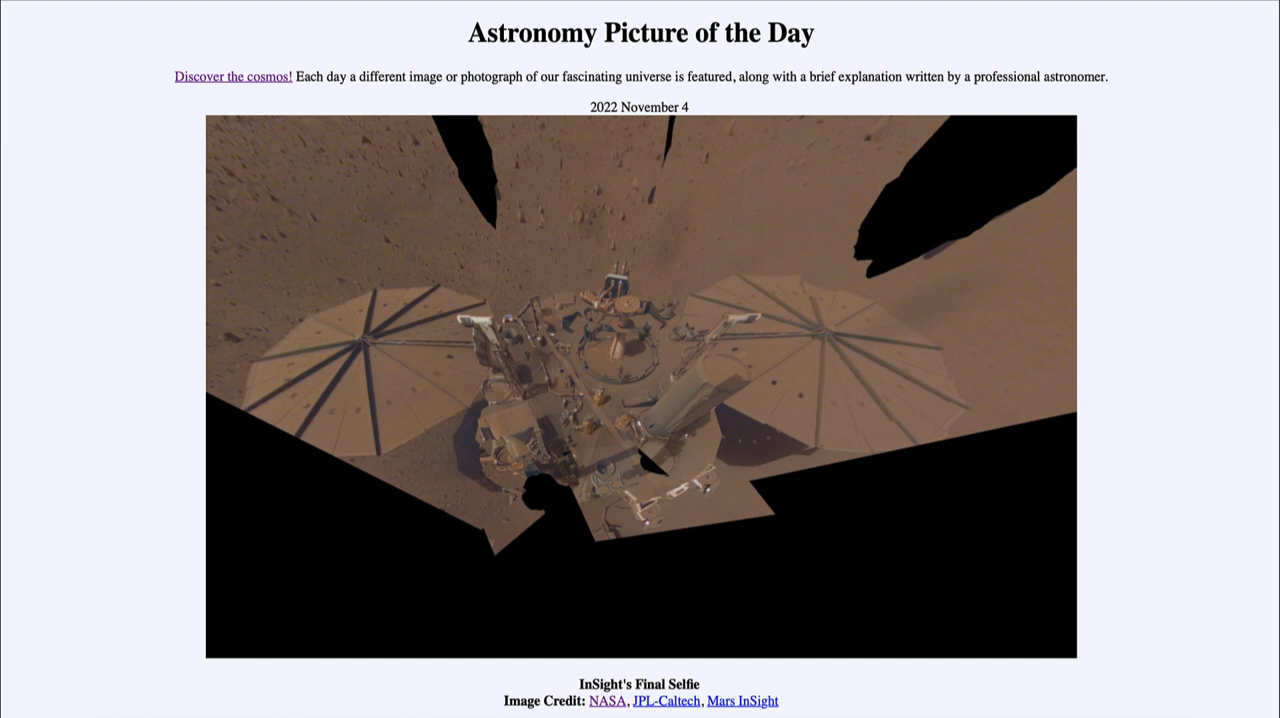 Astronomy Picture of the Day
Discover the cosmos! Each day a different image or photograph of our fascinating universe is featured, along with a brief explanation written by a professional astronomer.
2022 November 4
InSight's Final Selfie
Image Credit: NASA, JPL-Caltech, Mars InSight